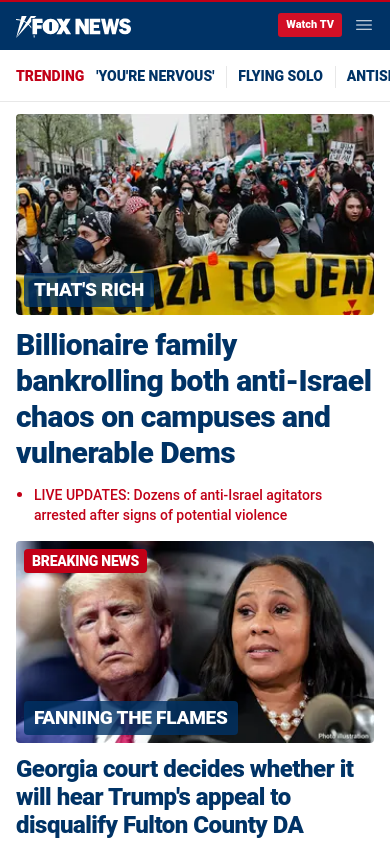 FOX NEWS
Watch TV
TRENDING 'YOU'RE NERVOUS' FLYING SOLO
GAZA TO JENI
THAT'S RICH
Billionaire family
bankrolling both anti-Israel
chaos on campuses and
vulnerable Dems
LIVE UPDATES: Dozens of anti-Israel agitators
arrested after signs of potential violence
BREAKING NEWS
FANNING THE FLAMES
Photo Illustration
Georgia court decides whether it
will hear Trump's appeal to
disqualify Fulton County DA